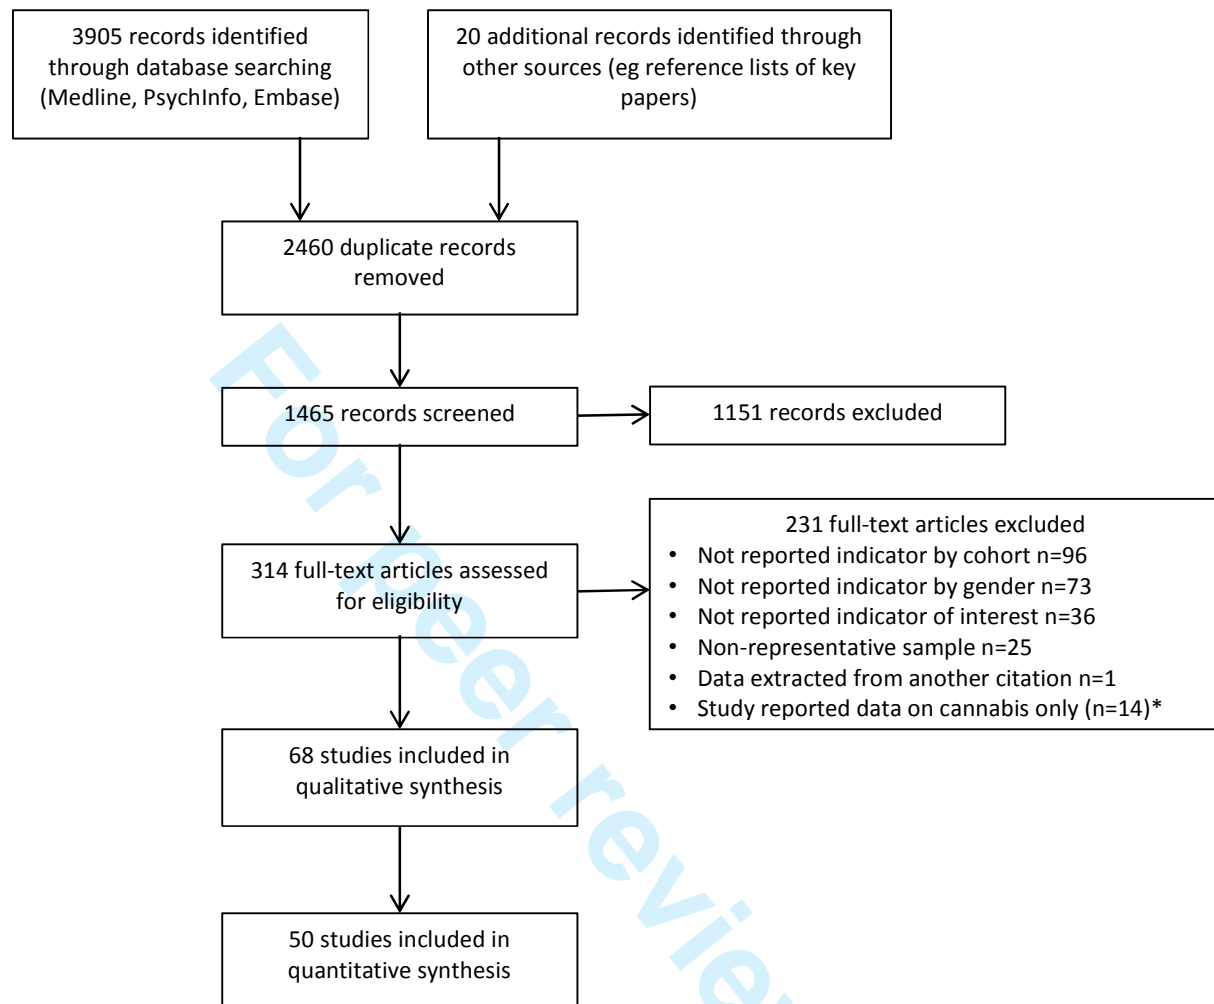 3905 records identified
through database searching
(Medline, PsychInfo, Embase)
20 additional records identified through
other sources (eg reference lists of key
papers)
2460 duplicate records
removed
1465 records screened
1151 records excluded
314 full-text articles assessed
for eligibility
231 full-text articles excluded
• Not reported indicator by cohort n=96
• Not reported indicator by gender n=73
• Not reported indicator of interest n=36
• Non-representative sample n=25
• Data extracted from another citation n=1
• Study reported data on cannabis only (n=14)*
68 studies included in
qualitative synthesis
50 studies included in
quantitative synthesis
For peer review